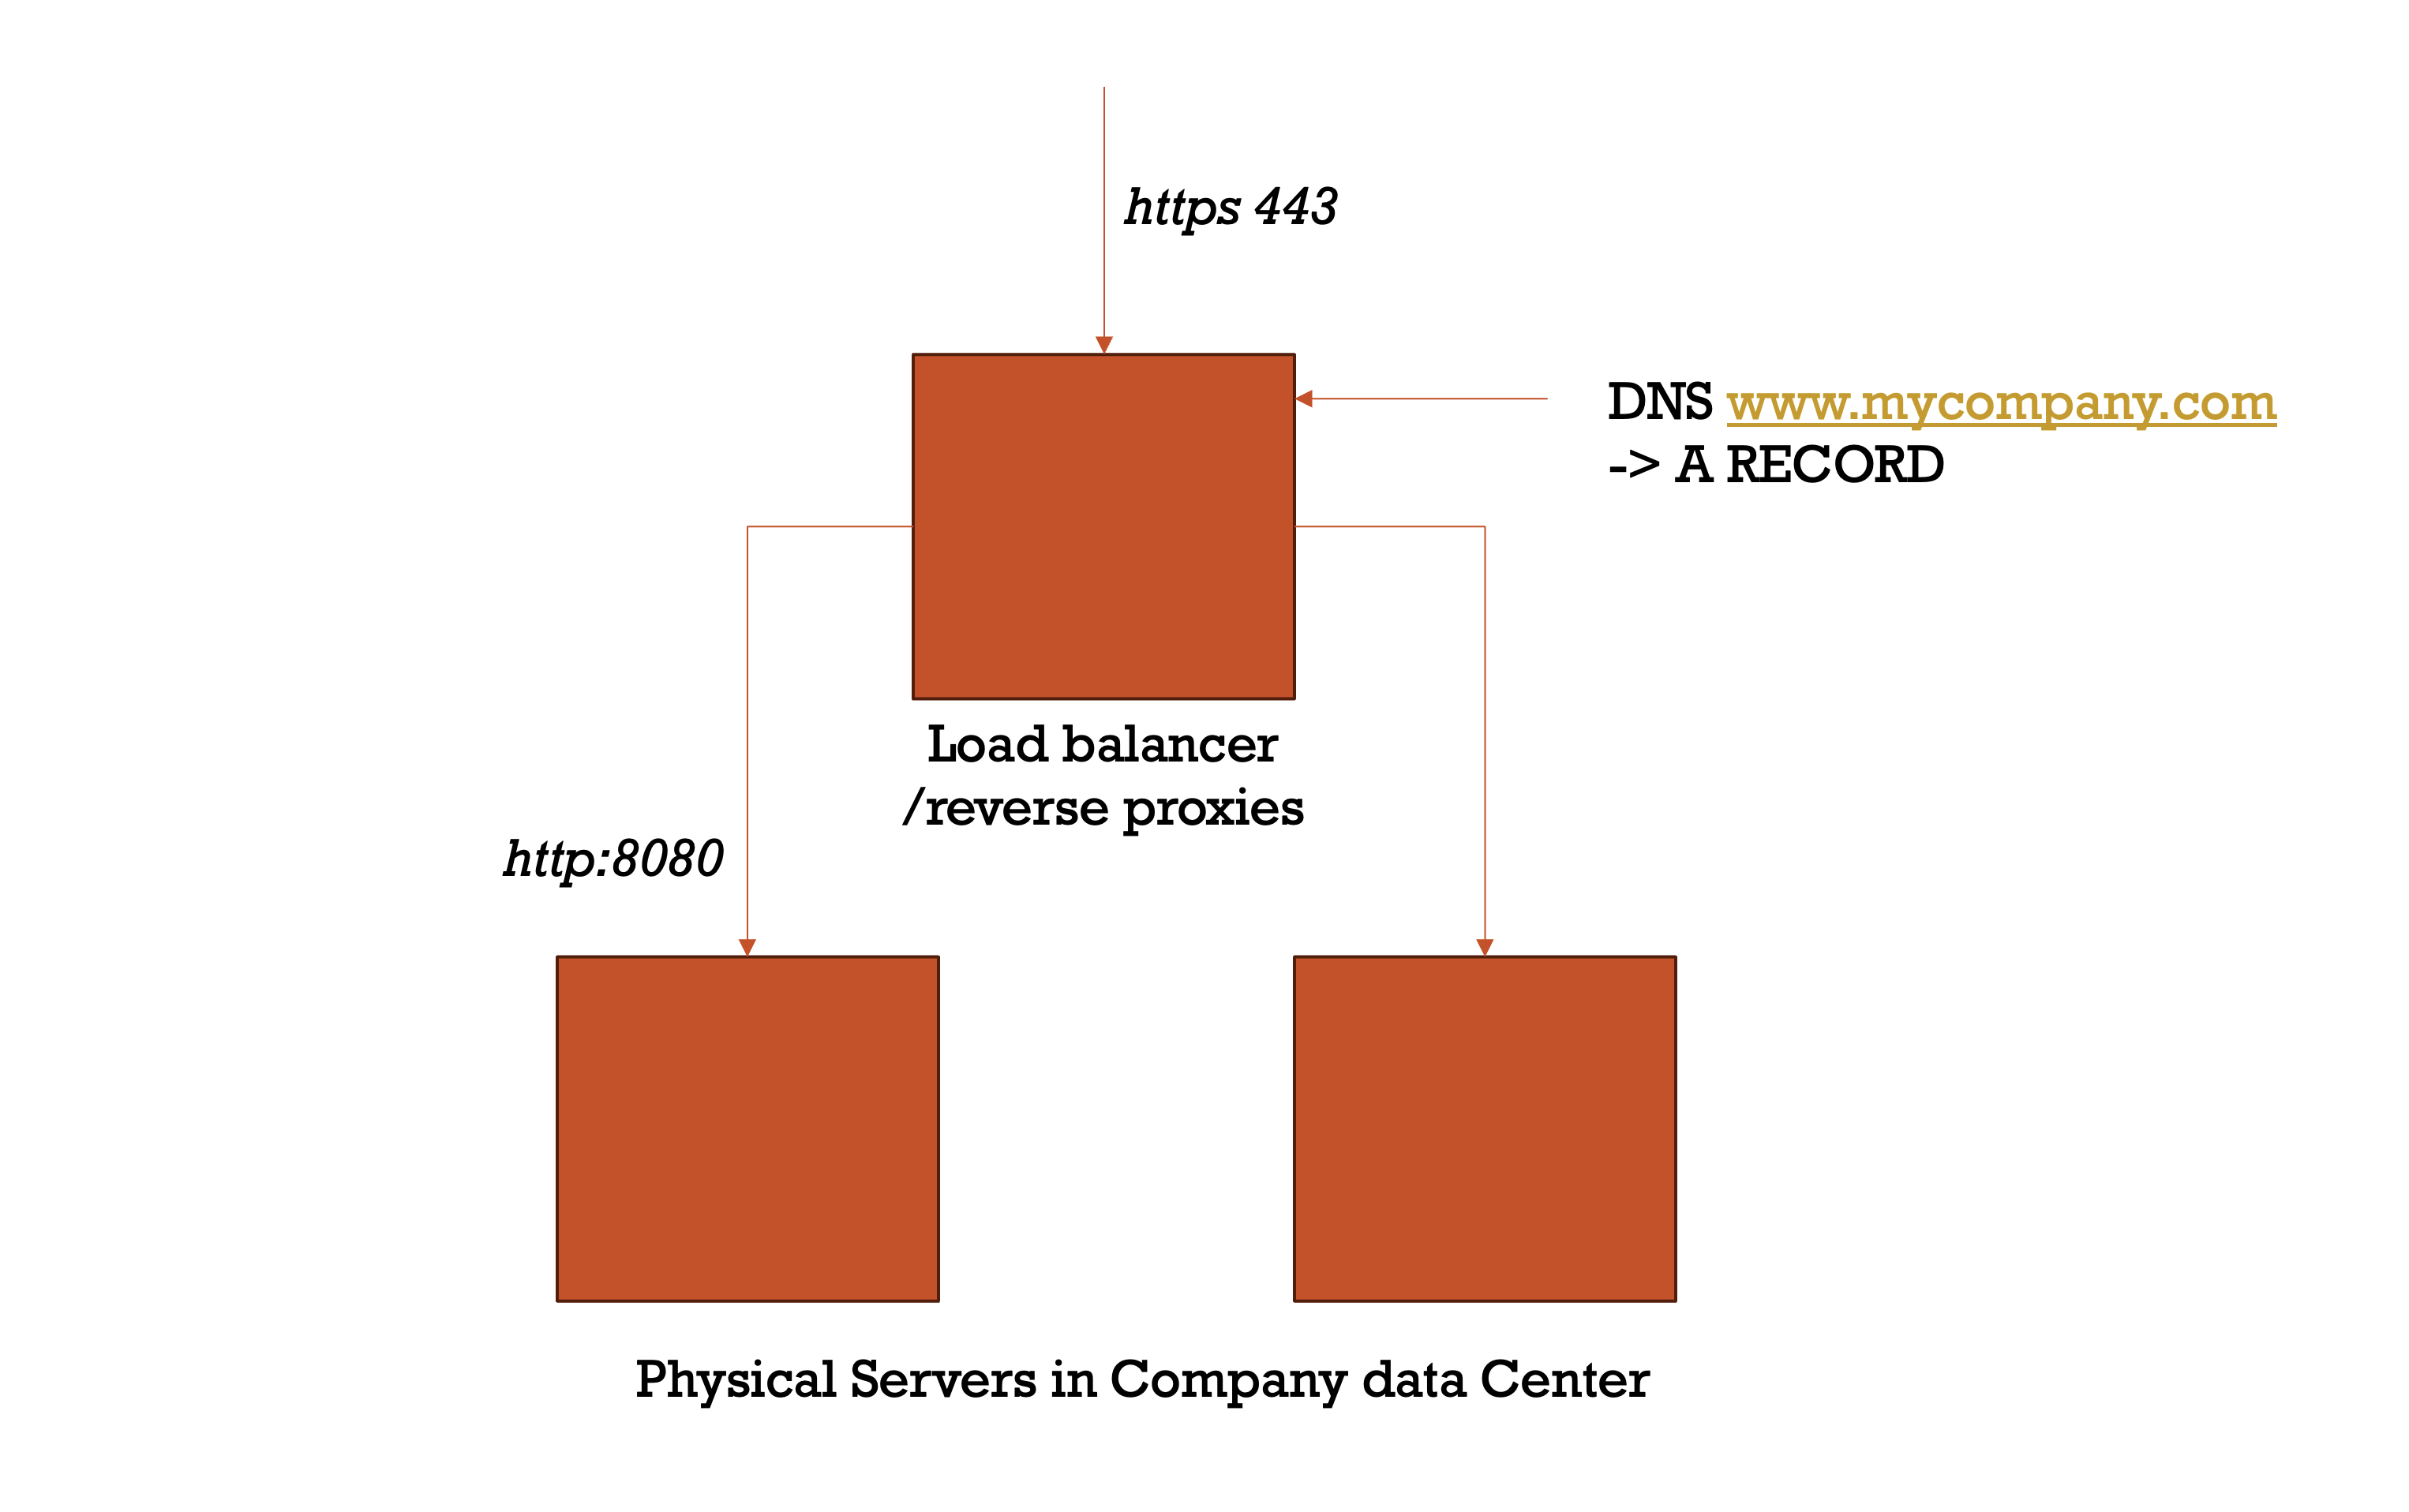 https 443
DNS www.mycompany.com
-> A RECORD
Load balancer
/reverse proxies
http:8080
Physical Servers in Company data Center